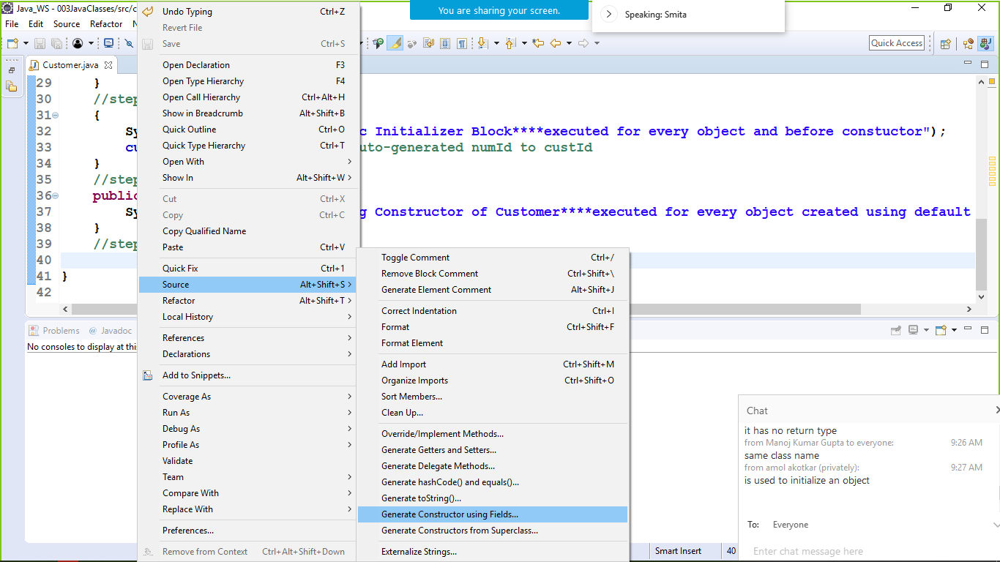 Java_WS - 003JavaClasses/src/c
You are sharing your screen.
Speaking: Smita
File Edit Source Refactor N
Quick Access
Customer.java
Undo Typing Ctrl+Z
Revert File
Save Ctrl+S
Open Declaration F3
Open Type Hierarchy F4
Open Call Hierarchy Ctrl+Alt+H
Show in Breadcrumb Alt+Shift+B
Quick Outline Ctrl+O
Quick Type Hierarchy Ctrl+T
Open With
Show In Alt+Shift+W
Cut Ctrl+X
Copy Ctrl+C
Copy Qualified Name
Paste Ctrl+V
Quick Fix Ctrl+1
Source Alt+Shift+S
Refactor Alt+Shift+T
Local History
References
Declarations
Add to Snippets...
Coverage As
Run As
Debug As
Profile As
Validate
Team
Compare With
Replace With
Preferences...
Remove from Context Ctrl+Alt+Shift+Down
29 }
30 //step
31 {
32 Sy c Initializer Block****executed for every object and before constuctor");
33 cu uto-generated numId to custId
34 }
35 //step
36 public
37 Sy g Constructor of Customer****executed for every object created using default
38 }
39 //step
40
41 }
42
Toggle Comment Ctrl+/
Remove Block Comment Ctrl+Shift+\
Generate Element Comment Alt+Shift+J
Correct Indentation Ctrl+I
Format Ctrl+Shift+F
Format Element
Add Import Ctrl+Shift+M
Organize Imports Ctrl+Shift+O
Sort Members...
Clean Up...
Override/Implement Methods...
Generate Getters and Setters...
Generate Delegate Methods...
Generate hashCode() and equals()...
Generate toString()...
Generate Constructor using Fields...
Generate Constructors from Superclass...
Externalize Strings...
Problems @ Javadoc
No consoles to display at this
Smart Insert 40
Chat
it has no return type
from Manoj Kumar Gupta to everyone: 9:26 AM
same class name
from amol akotkar (privately): 9:27 AM
is used to initialize an object
To: Everyone
Enter chat message here